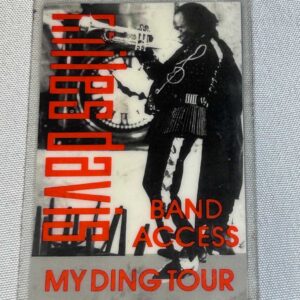 miles davis
BAND
ACCESS
MY DING TOUR